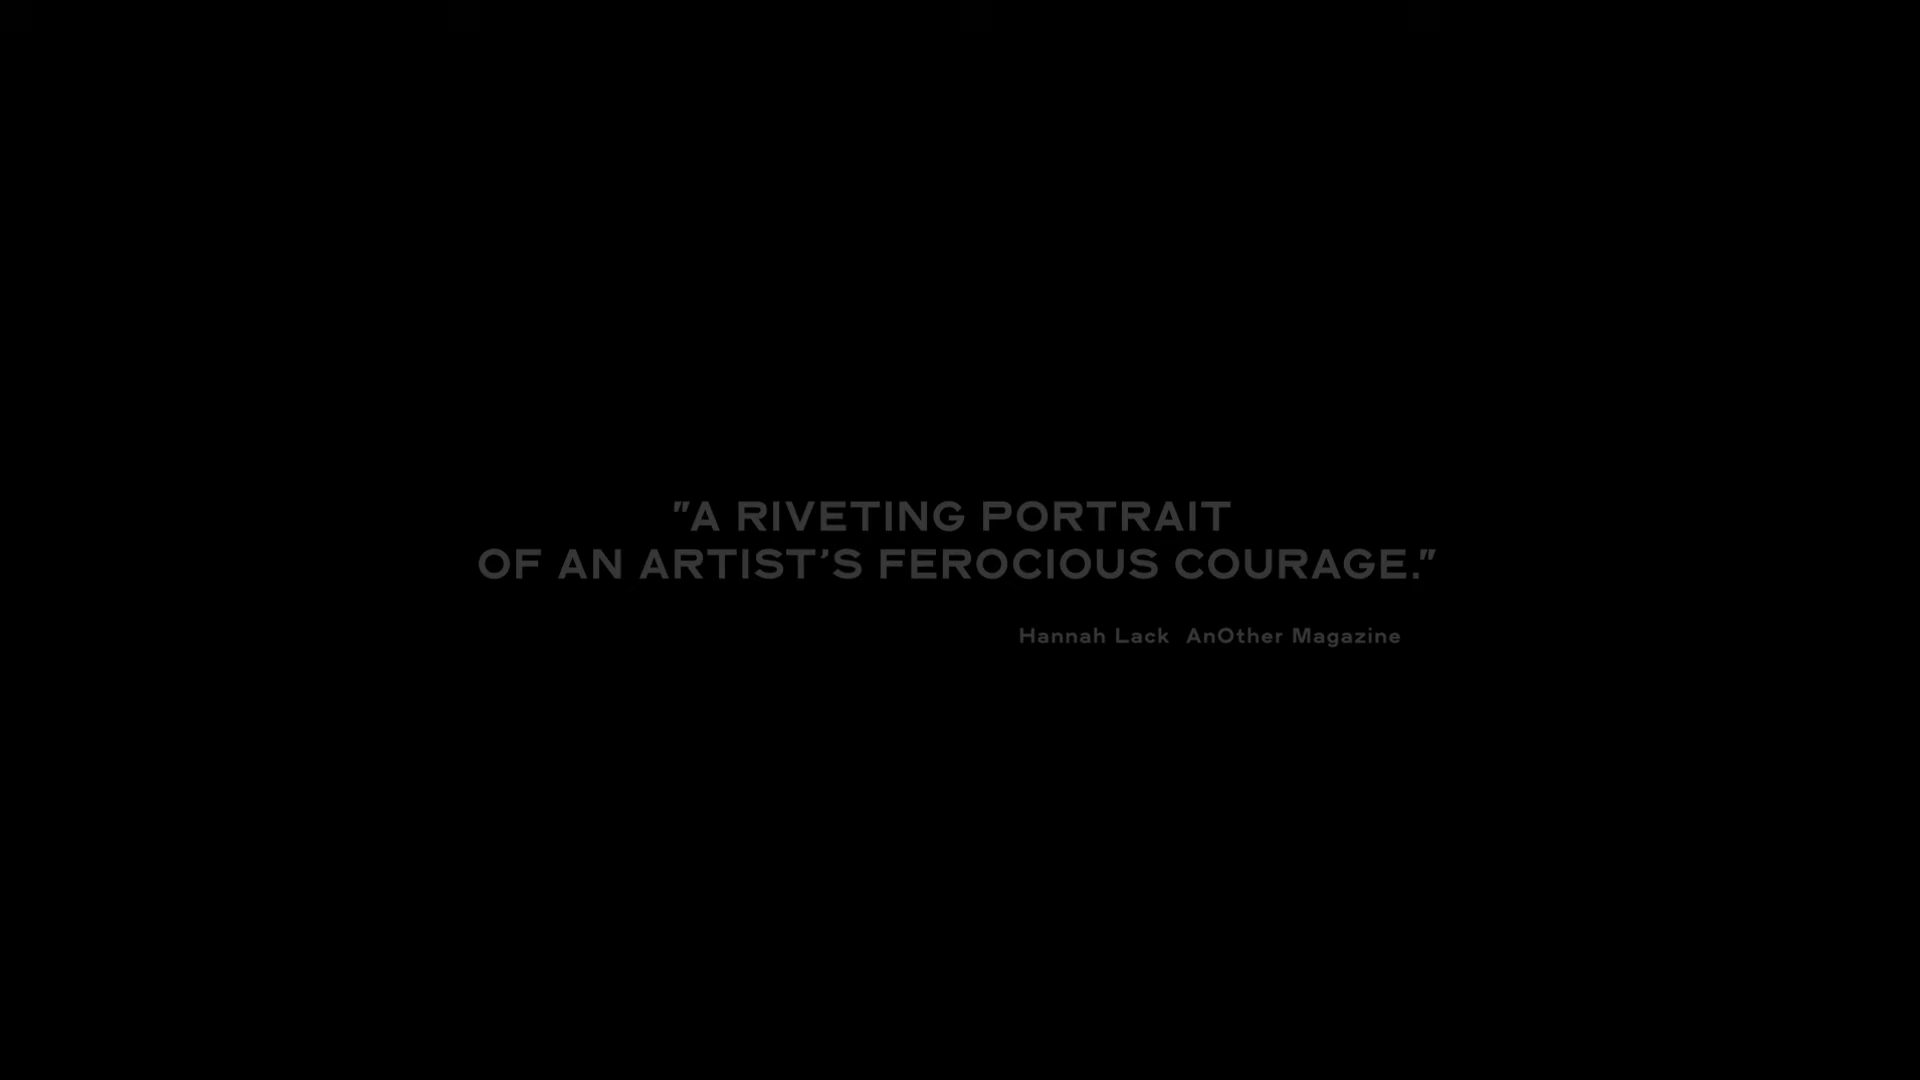 "A RIVETING PORTRAIT
OF AN ARTIST’S FEROCIOUS COURAGE."
Hannah Lack  AnOther Magazine